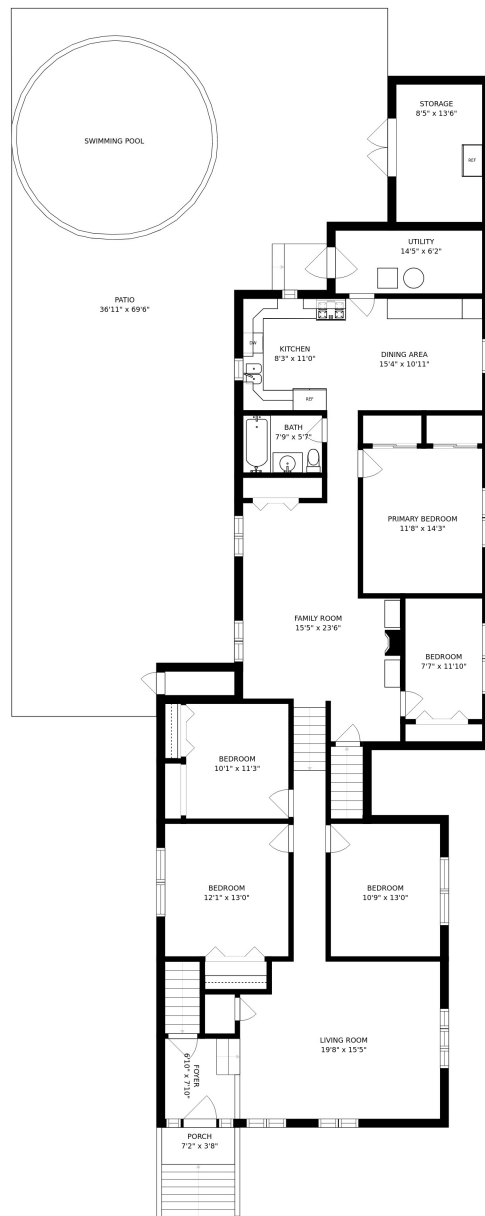 STORAGE
8'5" x 13'6"
REF
SWIMMING POOL
UTILITY
14'5" x 6'2"
PATIO
36'11" x 69'6"
DW
KITCHEN
8'3" x 11'0"
DINING AREA
15'4" x 10'11"
REF
BATH
7'9" x 5'7"
PRIMARY BEDROOM
11'8" x 14'3"
FAMILY ROOM
15'5" x 23'6"
BEDROOM
7'7" x 11'10"
BEDROOM
10'1" x 11'3"
BEDROOM
12'1" x 13'0"
BEDROOM
10'9" x 13'0"
LIVING ROOM
19'8" x 15'5"
FOYER
6'10" x 7'10"
PORCH
7'2" x 3'8"